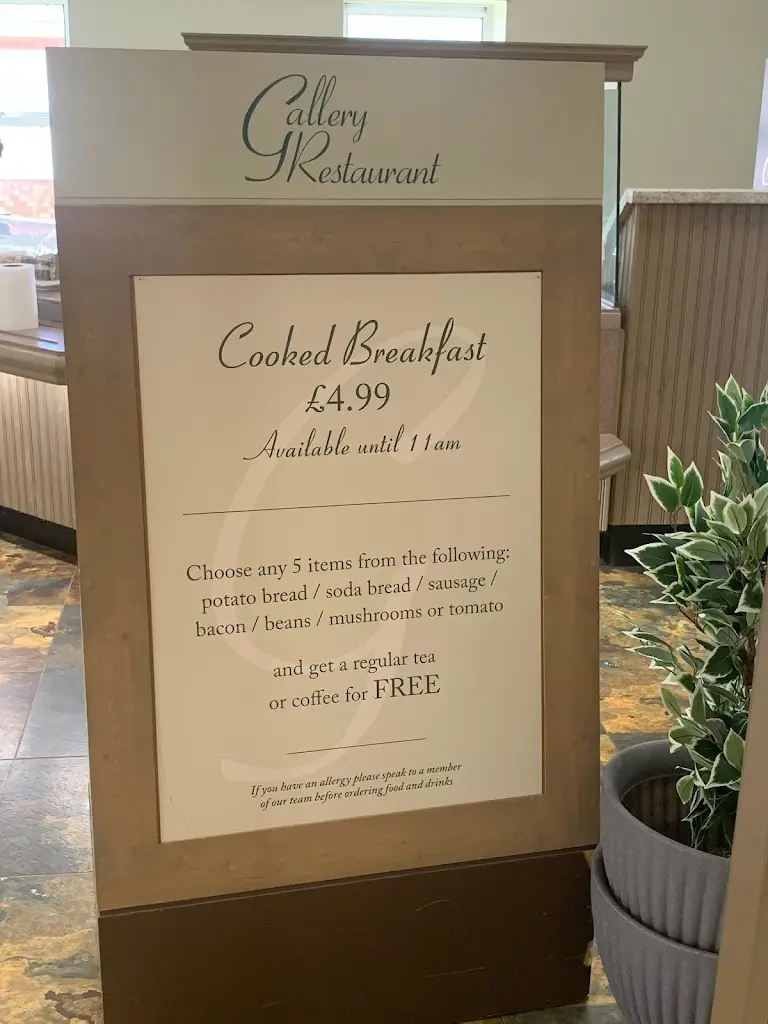 Gallery
Restaurant
Cooked Breakfast
£4.99
Available until 11am
Choose any 5 items from the following:
potato bread / soda bread / sausage /
bacon / beans / mushrooms or tomato
and get a regular tea
or coffee for FREE
If you have an allergy please speak to a member
of our team before ordering food and drinks